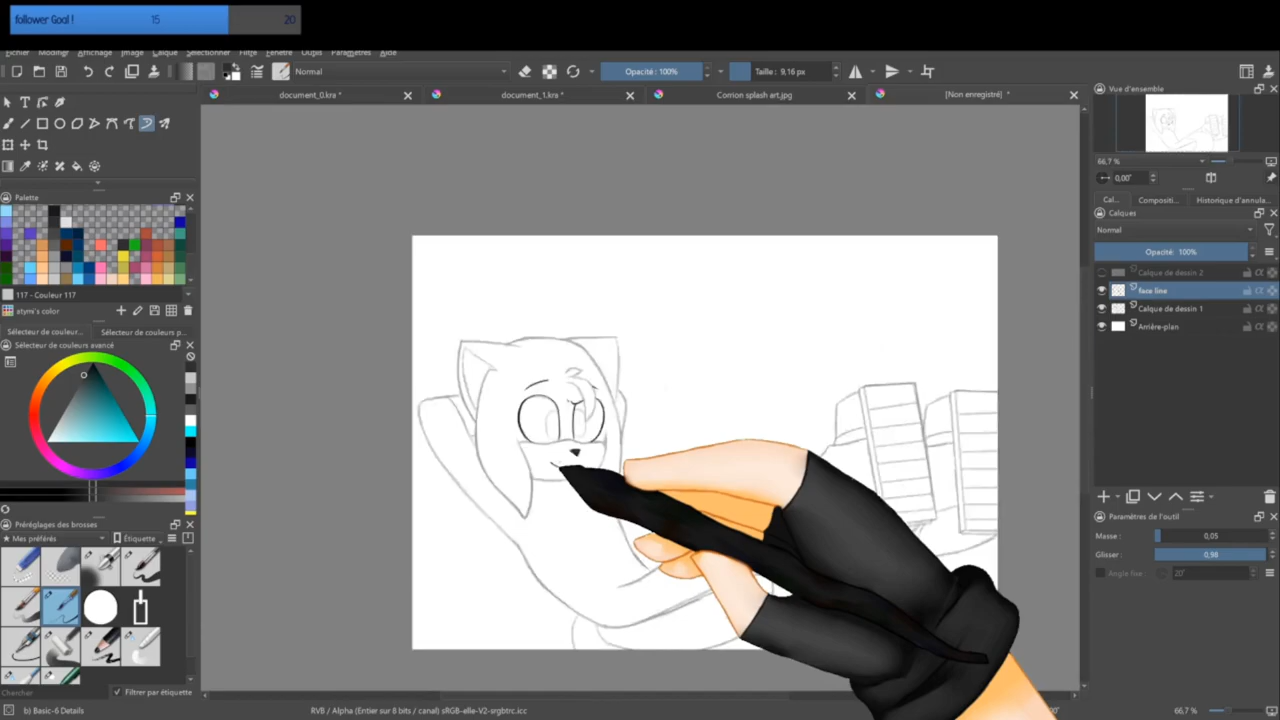 follower Goal ! 15 20
Fichier Modifier Affichage Image Calque Sélectionner Filtre Fenêtre Outils Paramètres Aide
Normal Opacité : 100% Taille : 9,16 px
document_0.kra * document_1.kra * Corrion splash art.jpg [Non enregistré] *
Vue d'ensemble
66,7 %
0,00°
Palette
Cal... Compositi... Historique d'annula...
Calques
Normal
Opacité: 100%
Calque de dessin 2
face line
Calque de dessin 1
Arrière-plan
117 - Couleur 117
atymi's color
Sélecteur de couleur... Sélecteur de couleurs p...
Sélecteur de couleurs avancé
Paramètres de l'outil
Masse : 0,05
Glisser : 0,98
Angle fixe : 20°
Préréglages des brosses
Mes préférés Étiquette
Chercher Filtrer par étiquette
b) Basic-6 Details RVB / Alpha (Entier sur 8 bits / canal) sRGB-elle-V2-srgbtrc.icc 66,7 %